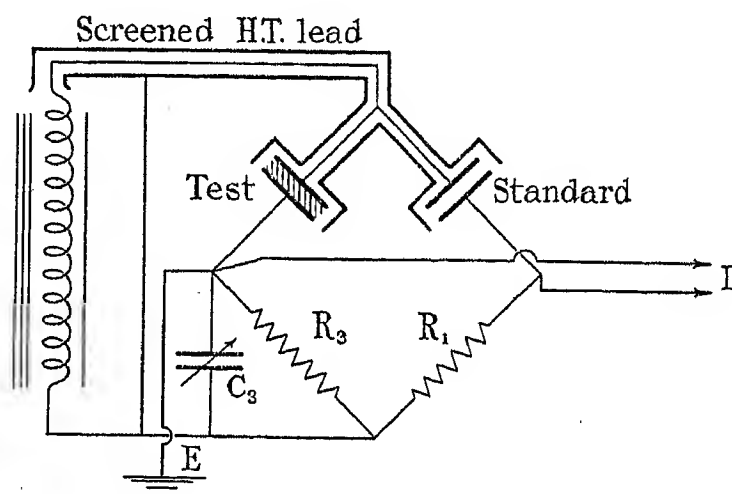 Screened H.T. lead
Test
Standard
R₃
R₁
C₃
E